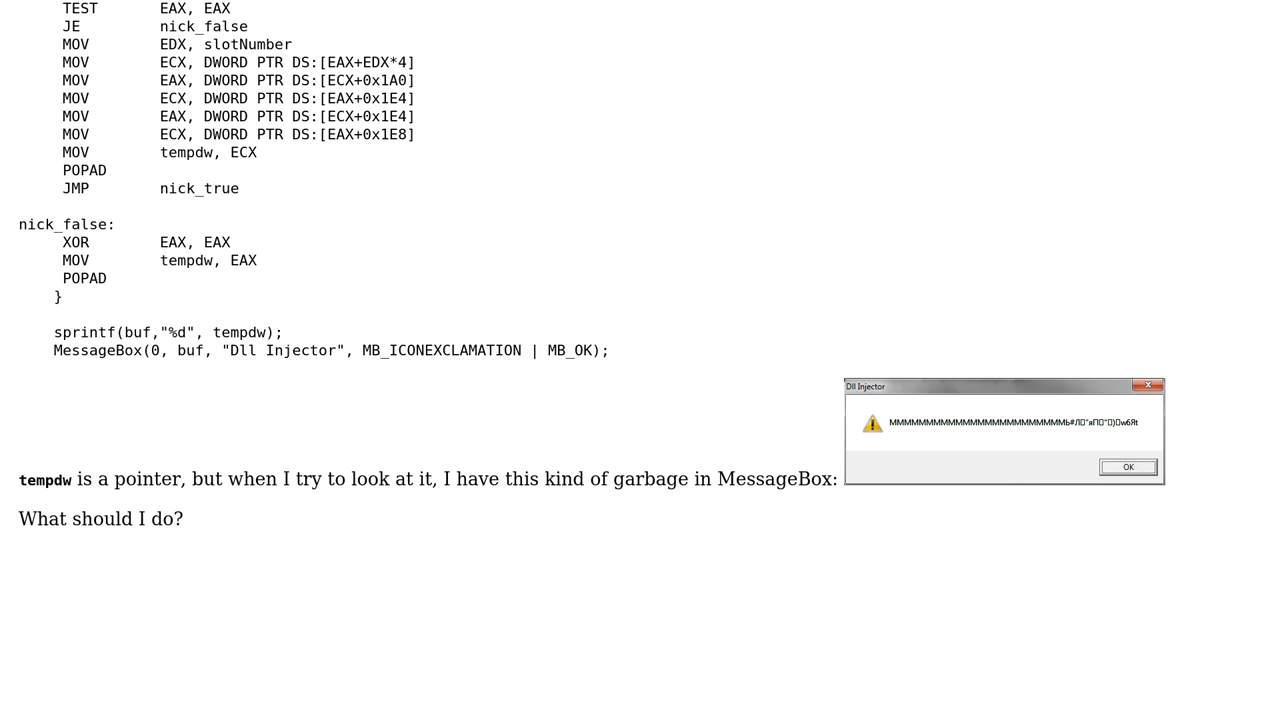 TEST EAX, EAX
JE nick_false
MOV EDX, slotNumber
MOV ECX, DWORD PTR DS:[EAX+EDX*4]
MOV EAX, DWORD PTR DS:[ECX+0x1A0]
MOV ECX, DWORD PTR DS:[EAX+0x1E4]
MOV EAX, DWORD PTR DS:[ECX+0x1E4]
MOV ECX, DWORD PTR DS:[EAX+0x1E8]
MOV tempdw, ECX
POPAD
JMP nick_true
nick_false:
XOR EAX, EAX
MOV tempdw, EAX
POPAD
}
sprintf(buf,"%d", tempdw);
MessageBox(0, buf, "Dll Injector", MB_ICONEXCLAMATION | MB_OK);
Dll Injector
OK
tempdw is a pointer, but when I try to look at it, I have this kind of garbage in MessageBox:
What should I do?